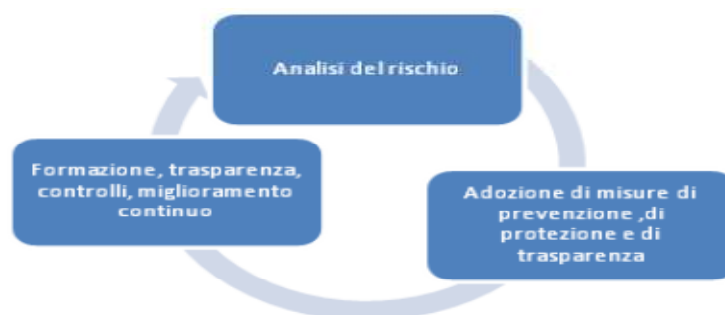 Analisi del rischio
Formazione, trasparenza,
controlli, miglioramento
continuo
Adozione di misure di
prevenzione ,di
protezione e di
trasparenza